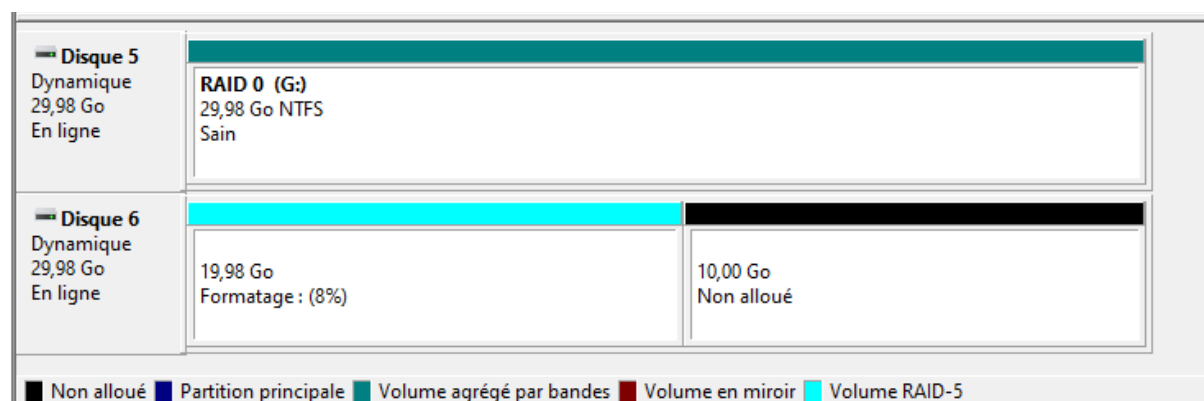 Disque 5
Dynamique
29,98 Go
En ligne
RAID 0 (G:)
29,98 Go NTFS
Sain
Disque 6
Dynamique
29,98 Go
En ligne
19,98 Go
Formatage : (8%)
10,00 Go
Non alloué
Non alloué Partition principale Volume agrégé par bandes Volume en miroir Volume RAID-5